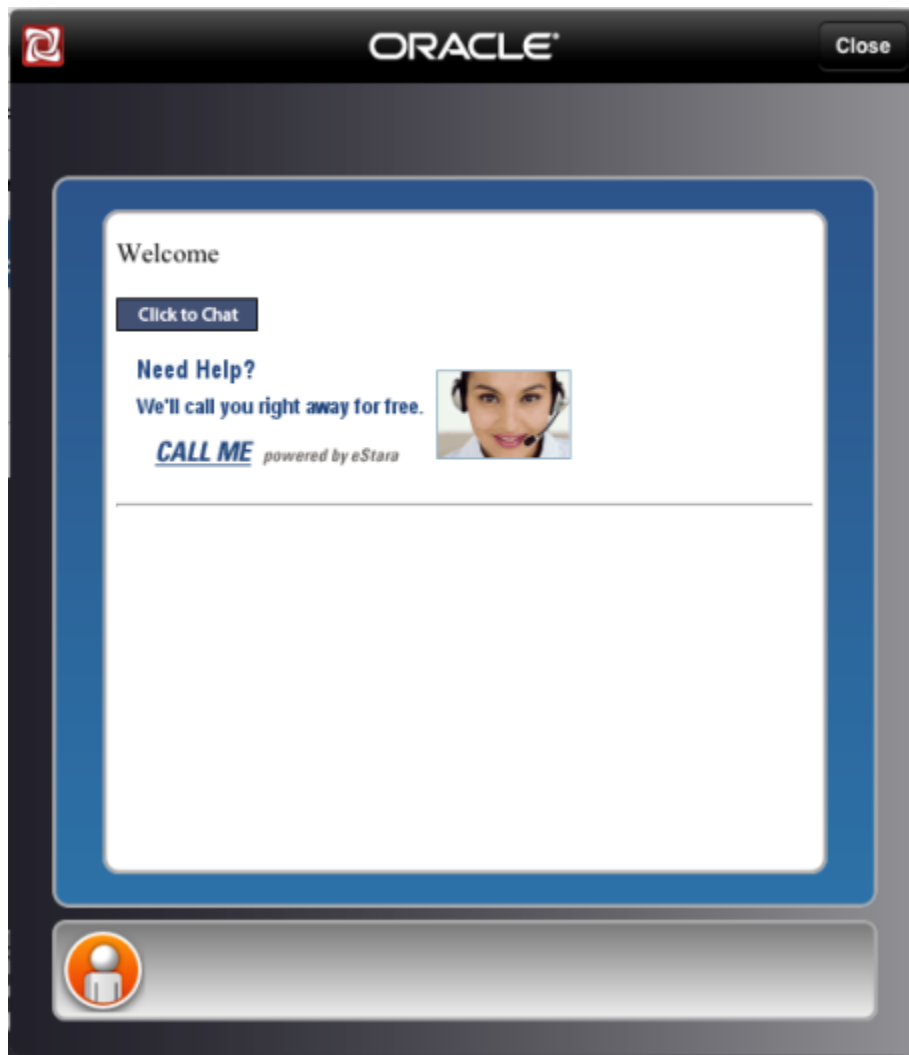 ORACLE®
Close
Welcome
Click to Chat
Need Help?
We'll call you right away for free.
CALL ME powered by eStara